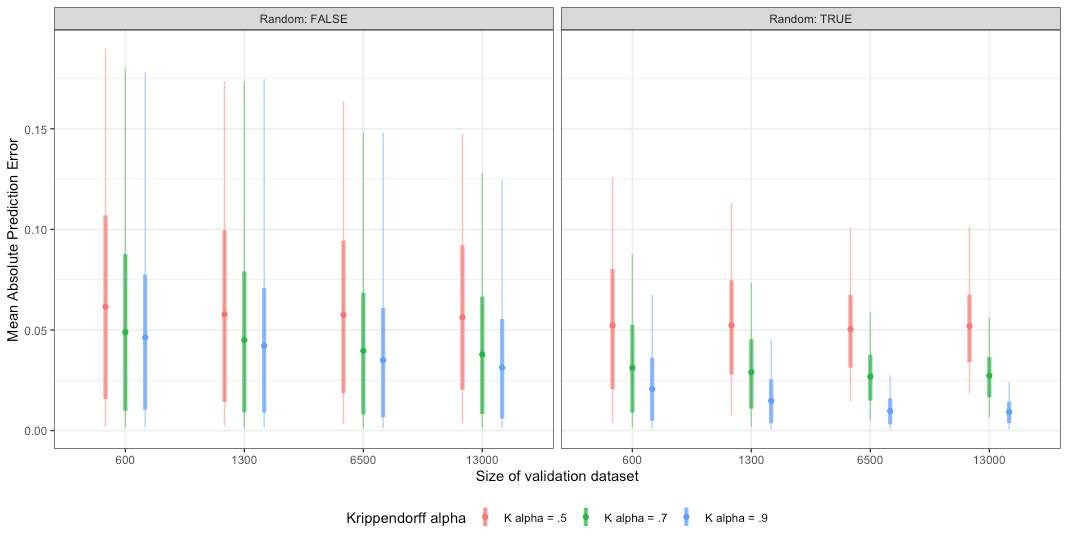 Random: FALSE
Random: TRUE
Mean Absolute Prediction Error
0.15
0.10
0.05
0.00
600
1300
6500
13000
600
1300
6500
13000
Size of validation dataset
Krippendorff alpha
K alpha = .5
K alpha = .7
K alpha = .9